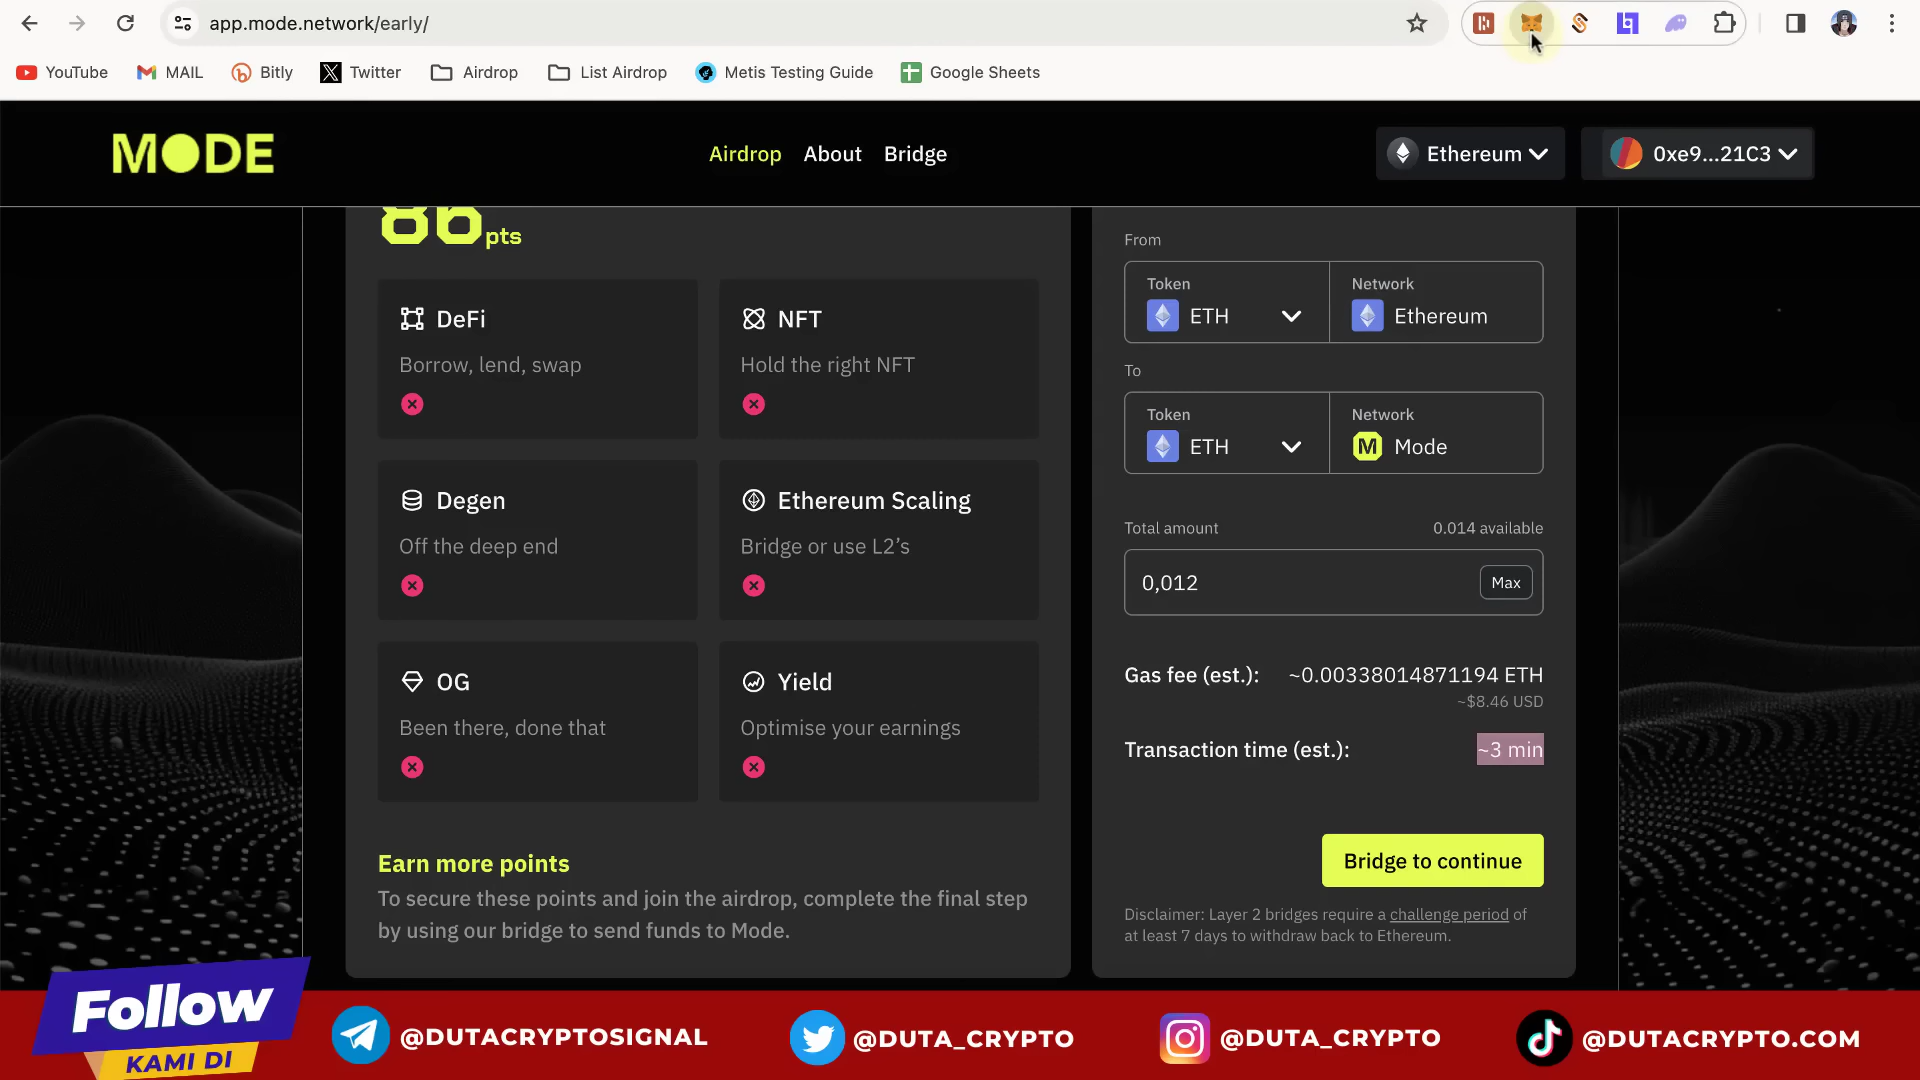 app.mode.network/early/
YouTube
MAIL
Bitly
Twitter
Airdrop
List Airdrop
Metis Testing Guide
Google Sheets
MODE
Airdrop
About
Bridge
Ethereum
0xe9...21C3
86 pts
DeFi
Borrow, lend, swap
NFT
Hold the right NFT
Degen
Off the deep end
Ethereum Scaling
Bridge or use L2's
OG
Been there, done that
Yield
Optimise your earnings
Earn more points
To secure these points and join the airdrop, complete the final step
by using our bridge to send funds to Mode.
From
Token
ETH
Network
Ethereum
To
Token
ETH
Network
M Mode
Total amount
0.014 available
0,012
Max
Gas fee (est.):
~0.00338014871194 ETH
~$8.46 USD
Transaction time (est.):
~3 min
Bridge to continue
Disclaimer: Layer 2 bridges require a challenge period of
at least 7 days to withdraw back to Ethereum.
Follow
KAMI DI
@DUTACRYPTOSIGNAL
@DUTA_CRYPTO
@DUTA_CRYPTO
@DUTACRYPTO.COM